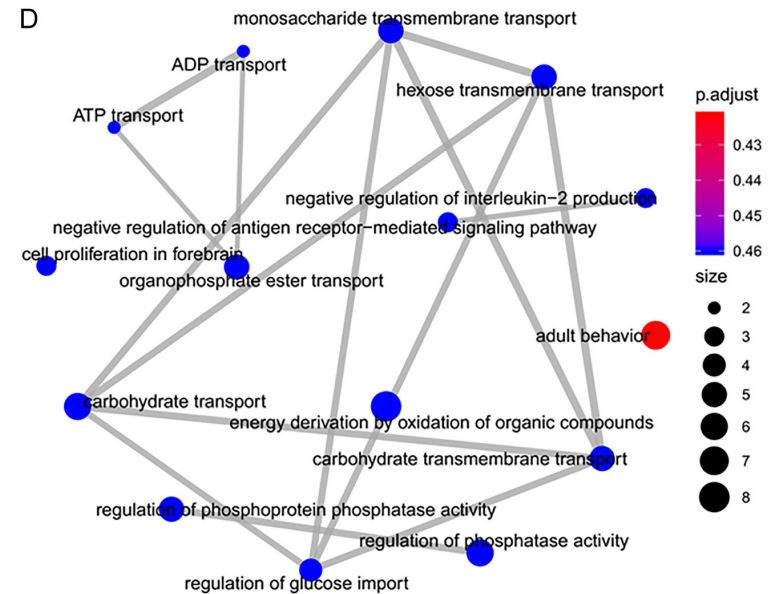 D
monosaccharide transmembrane transport
ADP transport
hexose transmembrane transport
ATP transport
negative regulation of interleukin−2 production
negative regulation of antigen receptor−mediated signaling pathway
cell proliferation in forebrain
organophosphate ester transport
adult behavior
carbohydrate transport
energy derivation by oxidation of organic compounds
carbohydrate transmembrane transport
regulation of phosphoprotein phosphatase activity
regulation of phosphatase activity
regulation of glucose import
p.adjust
0.43
0.44
0.45
0.46
size
2
3
4
5
6
7
8